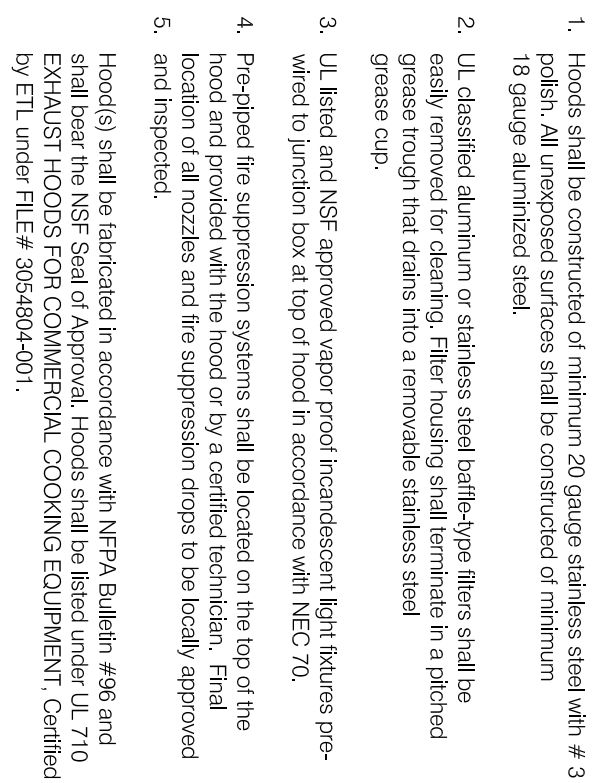 1. Hoods shall be constructed of minimum 20 gauge stainless steel with # 3
polish. All unexposed surfaces shall be constructed of minimum
18 gauge aluminized steel.
2. UL classified aluminum or stainless steel baffle-type filters shall be
easily removed for cleaning. Filter housing shall terminate in a pitched
grease trough that drains into a removable stainless steel
grease cup.
3. UL listed and NSF approved vapor proof incandescent light fixtures pre-
wired to junction box at top of hood in accordance with NEC 70.
4. Pre-piped fire suppression systems shall be located on the top of the
hood and provided with the hood or by a certified technician. Final
location of all nozzles and fire suppression drops to be locally approved
5. and inspected.
Hood(s) shall be fabricated in accordance with NFPA Bulletin #96 and
shall bear the NSF Seal of Approval. Hoods shall be listed under UL 710
EXHAUST HOODS FOR COMMERCIAL COOKING EQUIPMENT, Certified
by ETL under FILE# 3054804-001.